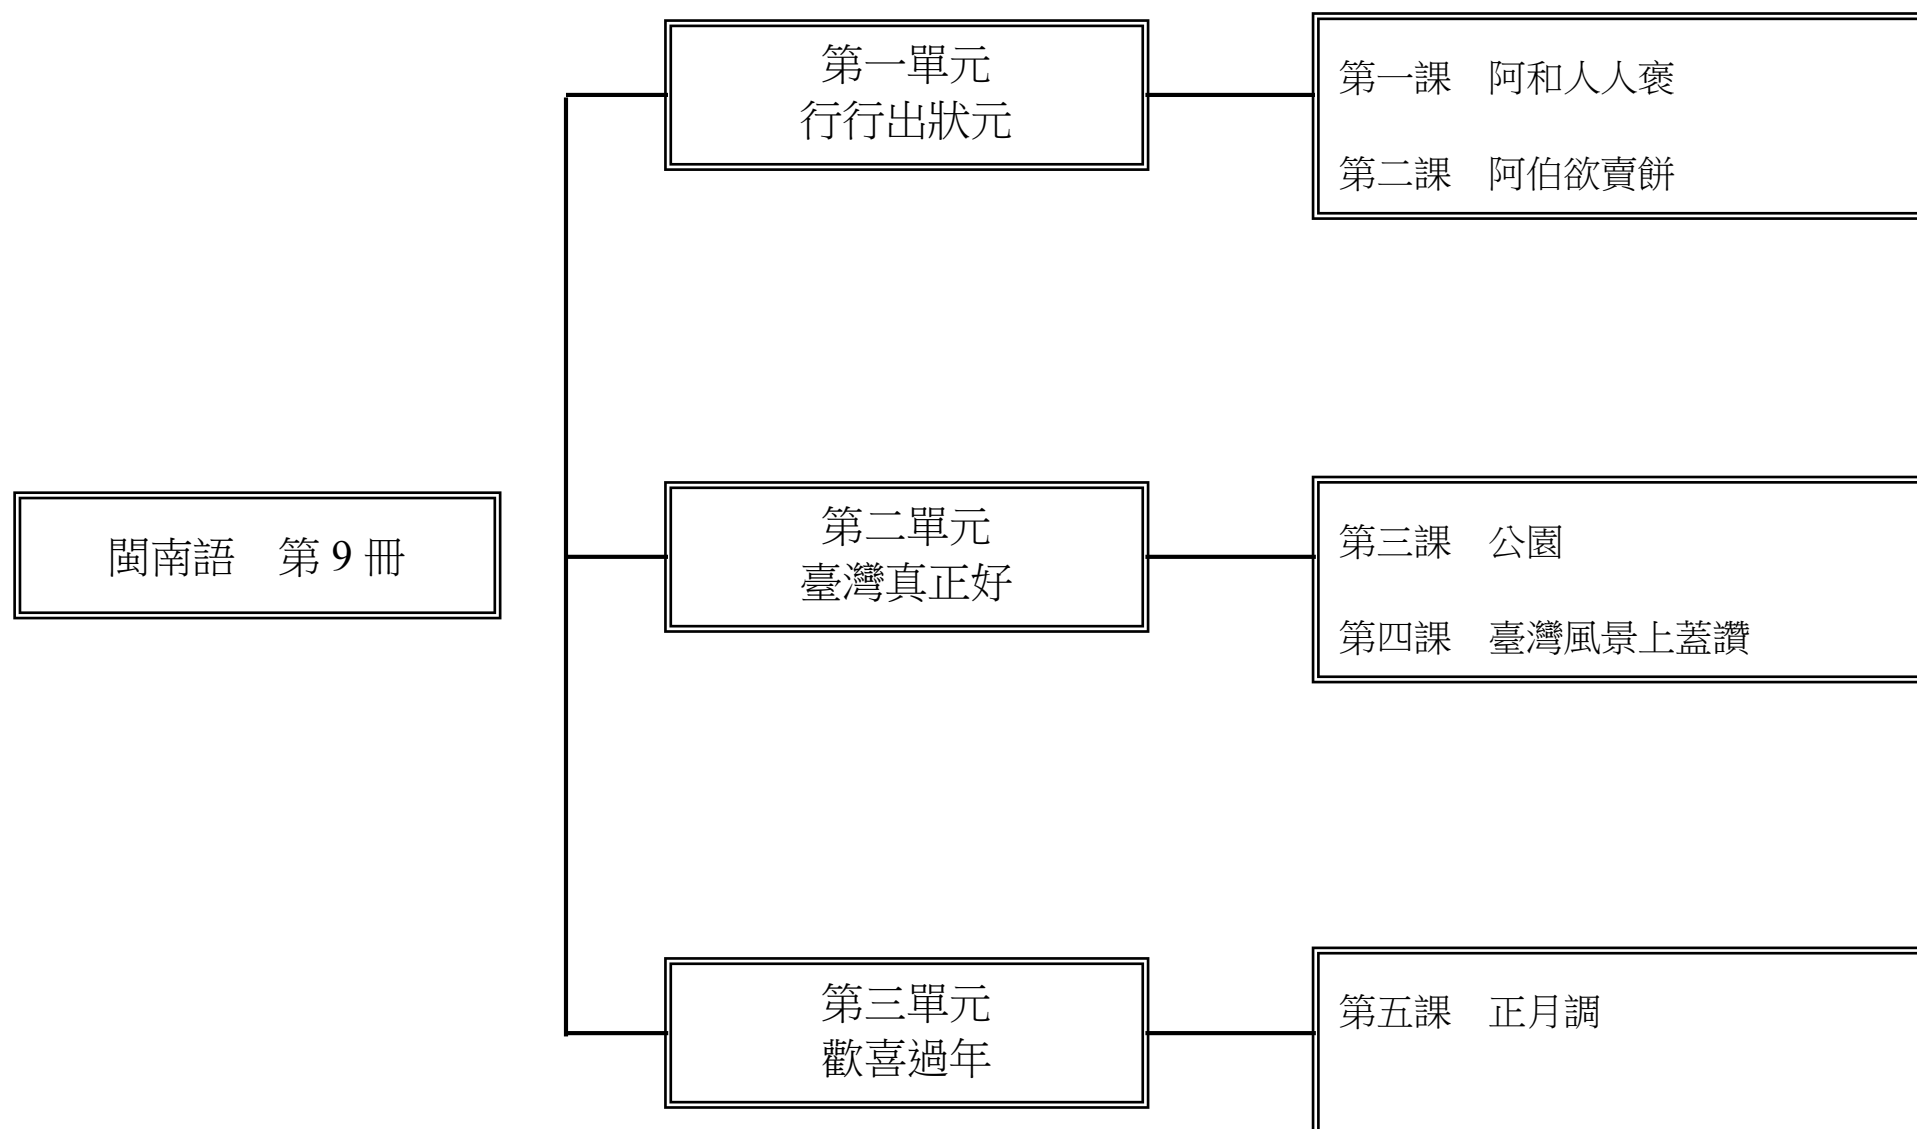 閩南語　第 9 冊
第一單元
行行出狀元
第一課　阿和人人褒
第二課　阿伯欲賣餅
第二單元
臺灣真正好
第三課　公園
第四課　臺灣風景上蓋讚
第三單元
歡喜過年
第五課　正月調